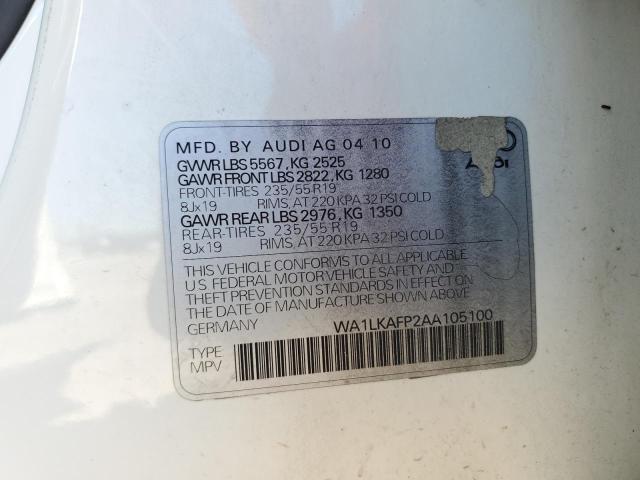 MFD. BY AUDI AG 04 10
GVWR LBS 5567, KG 2525
GAWR FRONT LBS 2822, KG 1280
FRONT-TIRES 235/55 R19
8Jx19 RIMS, AT 220 KPA 32 PSI COLD
GAWR REAR LBS 2976, KG 1350
REAR-TIRES 235/55 R19
8Jx19 RIMS, AT 220 KPA 32 PSI COLD
THIS VEHICLE CONFORMS TO ALL APPLICABLE
U.S. FEDERAL MOTOR VEHICLE SAFETY AND
THEFT PREVENTION STANDARDS IN EFFECT ON
THE DATE OF MANUFACTURE SHOWN ABOVE
GERMANY WA1LKAFP2AA105100
TYPE
MPV